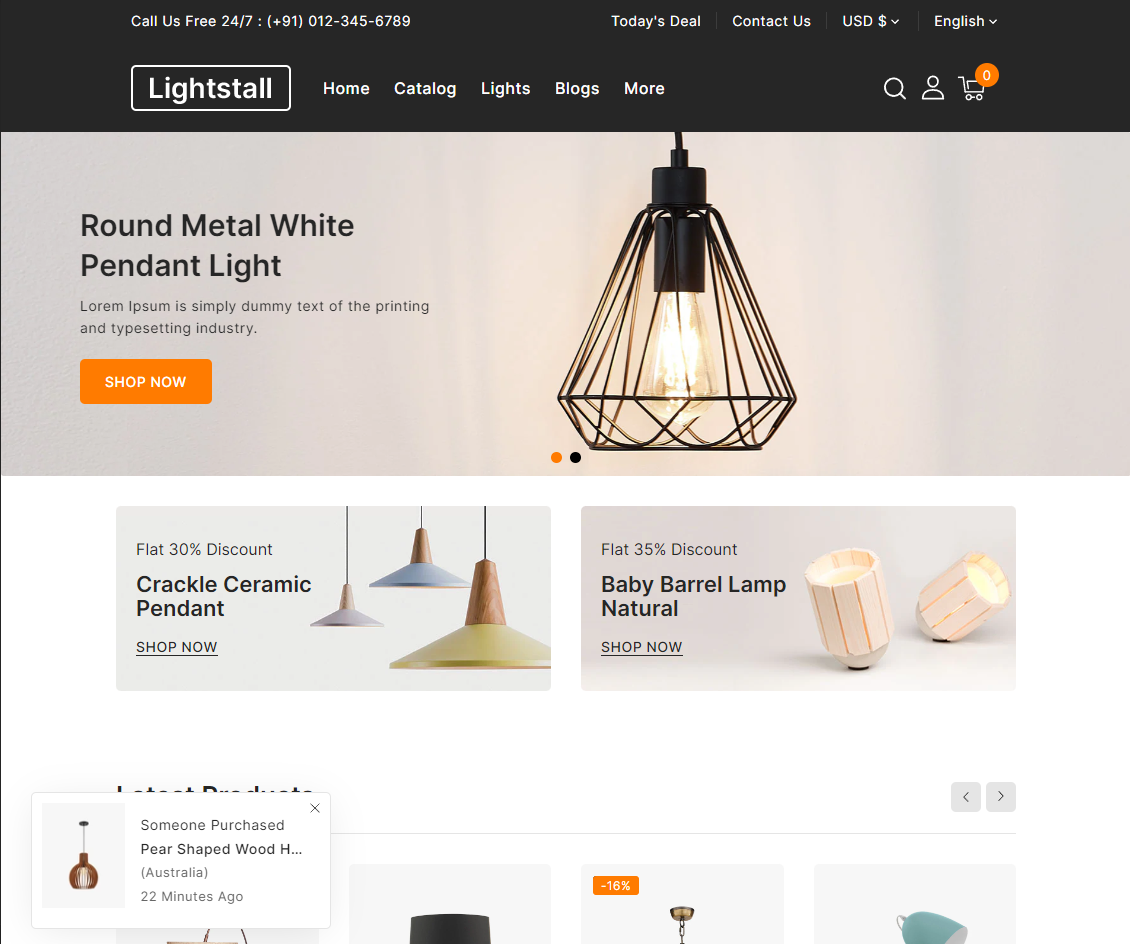 Call Us Free 24/7 : (+91) 012-345-6789
Today's Deal
Contact Us
USD $
English
Lightstall
Home
Catalog
Lights
Blogs
More
0
Round Metal White
Pendant Light
Lorem Ipsum is simply dummy text of the printing
and typesetting industry.
SHOP NOW
Flat 30% Discount
Crackle Ceramic
Pendant
SHOP NOW
Flat 35% Discount
Baby Barrel Lamp
Natural
SHOP NOW
Latest Products
Someone Purchased
Pear Shaped Wood H...
(Australia)
22 Minutes Ago
-16%